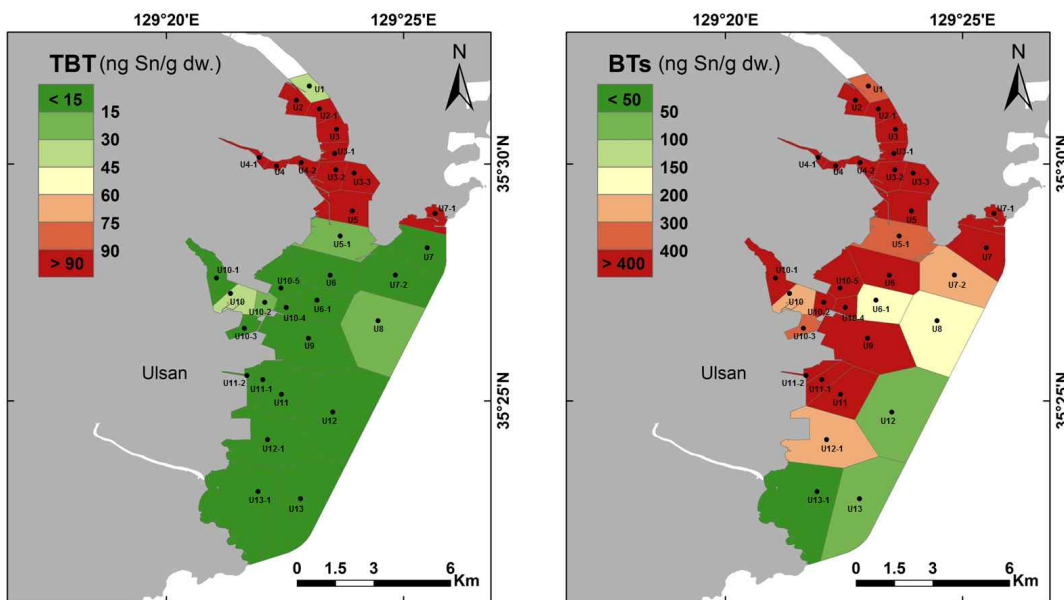 129°20'E
129°25'E
TBT (ng Sn/g dw.)
N
< 15
15
30
45
60
75
90
> 90
U1
U2
U2-1
U3
U3-1
U4-1
U4
U4-2
U3-2
U3-3
U5
U7-1
U5-1
U7
U10-1
U10-5
U6
U7-2
U10
U10-2
U10-4
U6-1
U8
U10-3
U9
U11-2
U11-1
U11
Ulsan
U12
U12-1
U13-1
U13
35°30'N
35°25'N
0 1.5 3 6
Km
129°20'E
129°25'E
BTs (ng Sn/g dw.)
N
< 50
50
100
150
200
300
400
> 400
U1
U2
U2-1
U3
U3-1
U4-1
U4
U4-2
U3-2
U3-3
U5
U7-1
U5-1
U7
U10-1
U10-5
U6
U7-2
U10
U10-2
U10-4
U6-1
U8
U10-3
U9
U11-2
U11-1
U11
Ulsan
U12
U12-1
U13-1
U13
35°30'N
35°25'N
0 1.5 3 6
Km